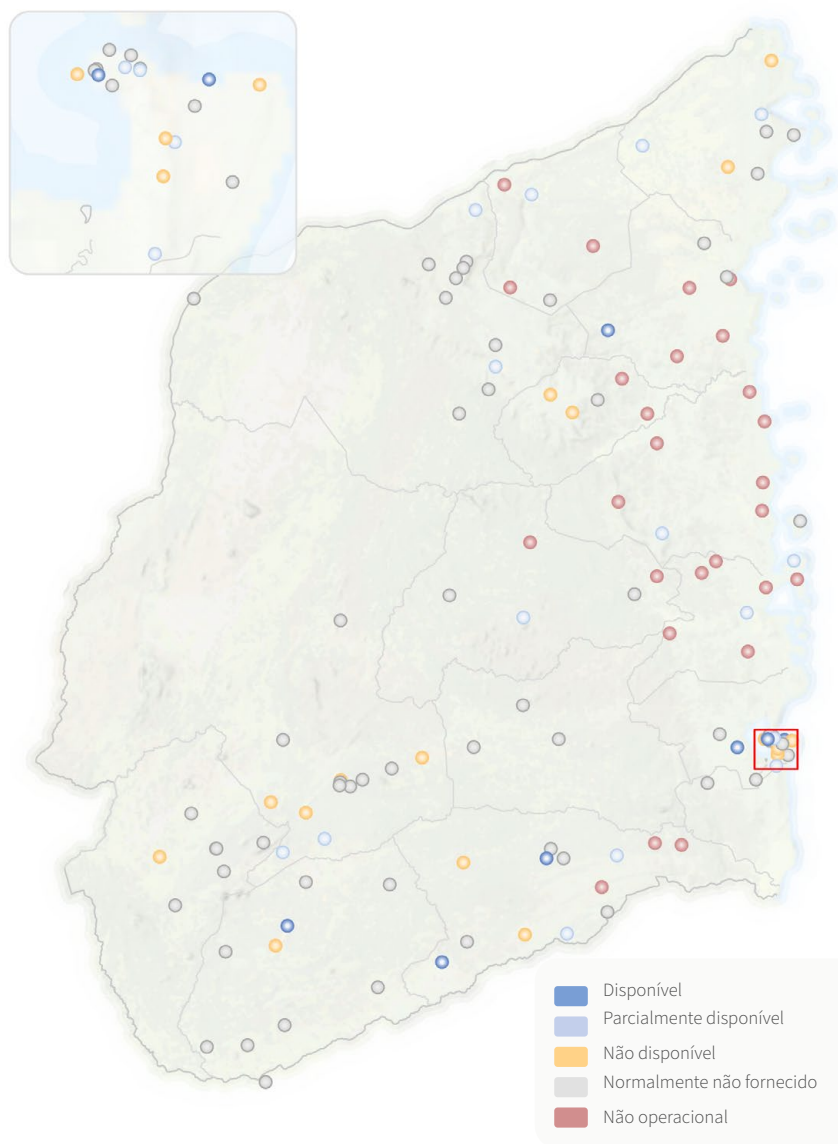 Disponível
Parcialmente disponível
Não disponível
Normalmente não fornecido
Não operacional